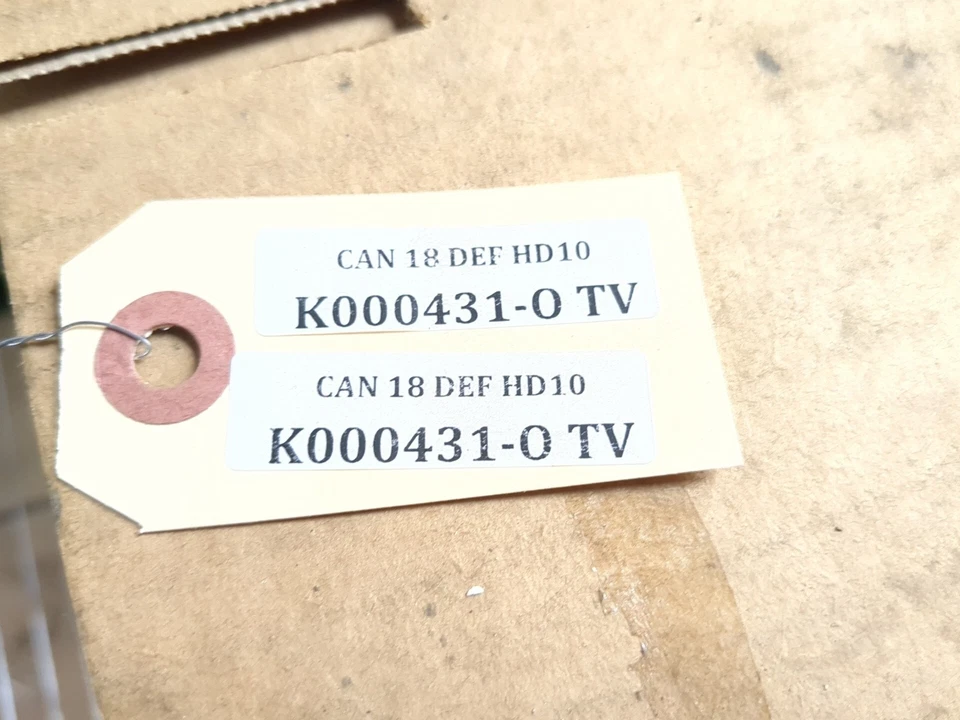 CAN 18 DEF HD10
K000431-O TV
CAN 18 DEF HD10
K000431-O TV